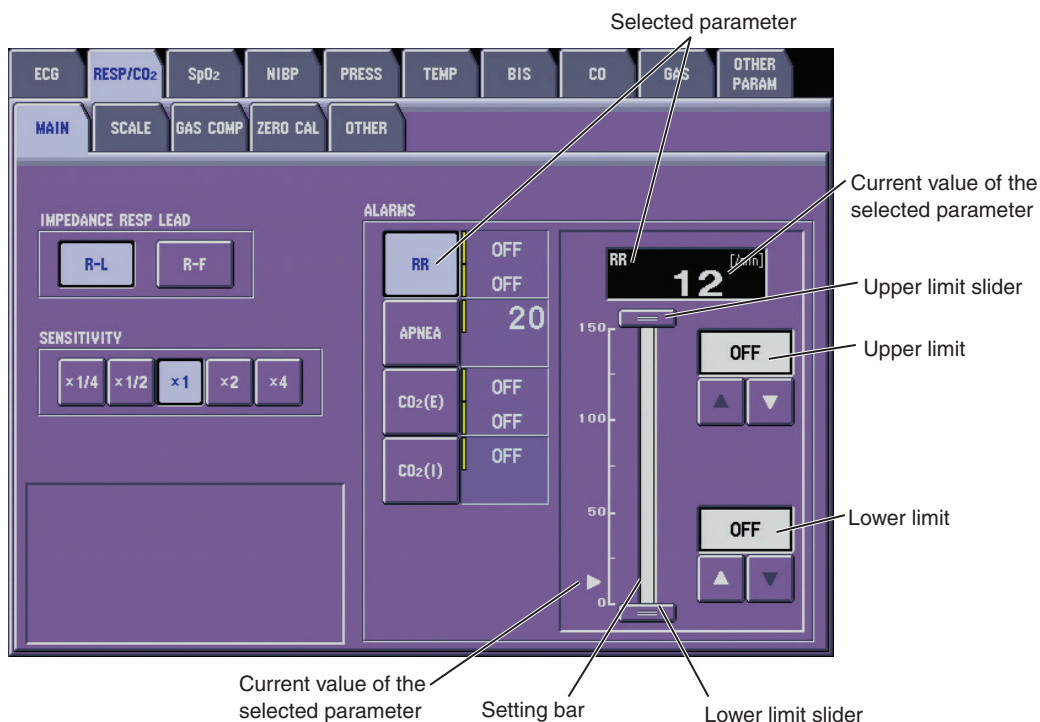 Selected parameter
ECG
RESP/CO2
SpO2
NIBP
PRESS
TEMP
BIS
CO
GAS
OTHER
PARAM
MAIN
SCALE
GAS COMP
ZERO CAL
OTHER
IMPEDANCE RESP LEAD
R-L
R-F
SENSITIVITY
×1/4
×1/2
×1
×2
×4
ALARMS
RR
OFF
OFF
APNEA
20
CO2(E)
OFF
OFF
CO2(I)
OFF
RR
[/min]
12
150
100
50
0
OFF
OFF
Current value of the
selected parameter
Upper limit slider
Upper limit
Lower limit
Current value of the
selected parameter
Setting bar
Lower limit slider